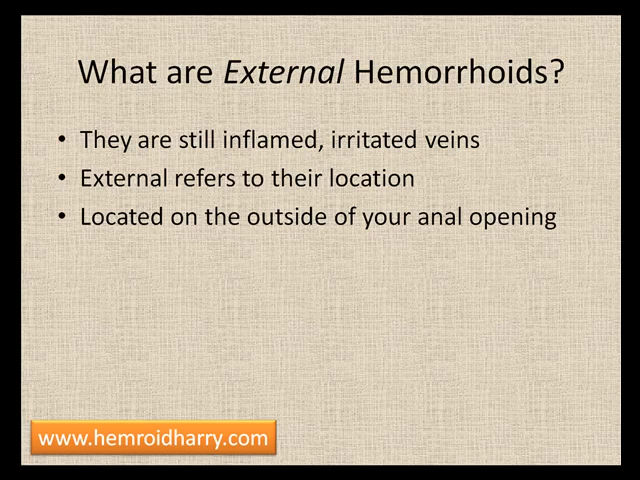 What are External Hemorrhoids?
• They are still inflamed, irritated veins
• External refers to their location
• Located on the outside of your anal opening
www.hemroidharry.com